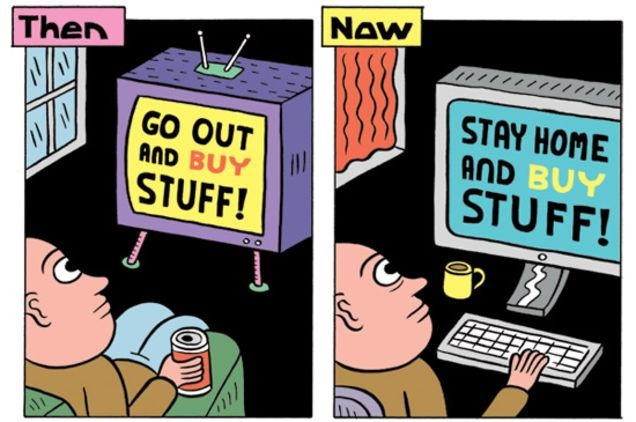 Then
GO OUT
AND BUY
STUFF!
Now
STAY HOME
AND BUY
STUFF!